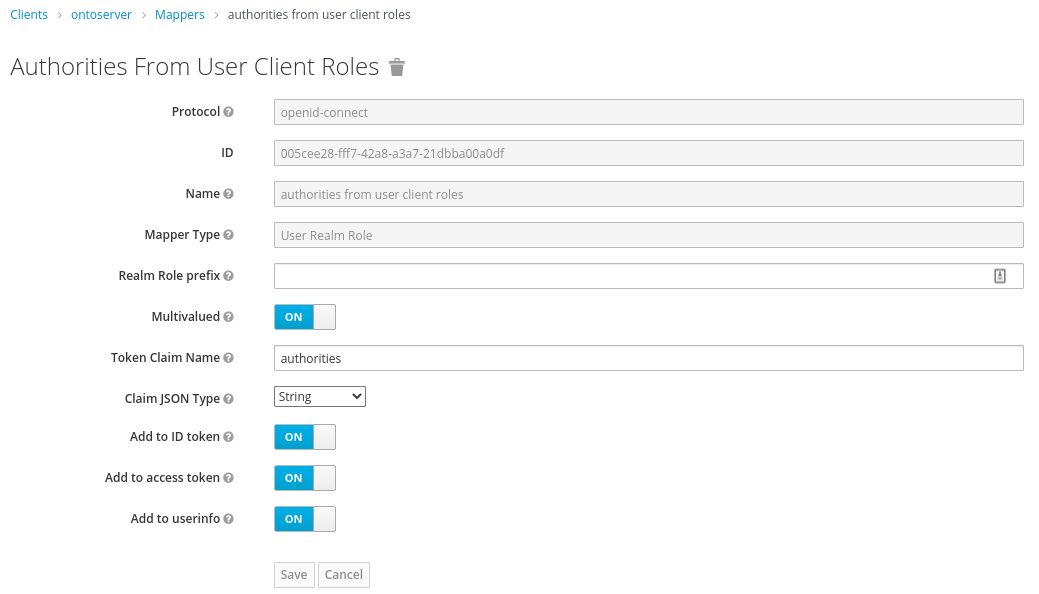 Clients > ontoserver > Mappers > authorities from user client roles
Authorities From User Client Roles
Protocol openid-connect
ID 005cee28-fff7-42a8-a3a7-21dbba00a0df
Name authorities from user client roles
Mapper Type User Realm Role
Realm Role prefix
Multivalued ON
Token Claim Name authorities
Claim JSON Type String
Add to ID token ON
Add to access token ON
Add to userinfo ON
Save Cancel